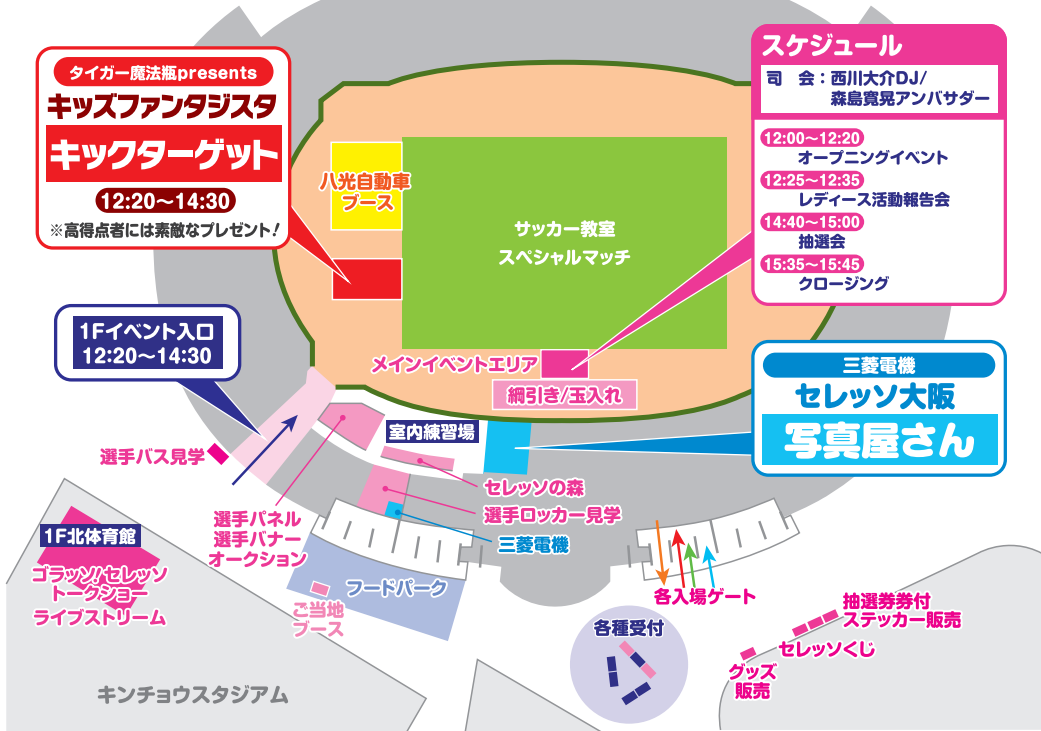 タイガー魔法瓶presents
キッズファンタジスタ
キックターゲット
12:20～14:30
※高得点者には素敵なプレゼント!
スケジュール
司　会：西川大介DJ/
森島寛晃アンバサダー
12:00～12:20
オープニングイベント
12:25～12:35
レディース活動報告会
14:40～15:00
抽選会
15:35～15:45
クロージング
八光自動車
ブース
サッカー教室
スペシャルマッチ
1Fイベント入口
12:20～14:30
メインイベントエリア
綱引き/玉入れ
三菱電機
セレッソ大阪
写真屋さん
室内練習場
選手バス見学
セレッソの森
選手ロッカー見学
三菱電機
選手パネル
選手バナー
オークション
1F北体育館
ゴラッソ!セレッソ
トークショー
ライブストリーム
フードパーク
ご当地
ブース
各入場ゲート
各種受付
抽選券券付
ステッカー販売
セレッソくじ
グッズ
販売
キンチョウスタジアム